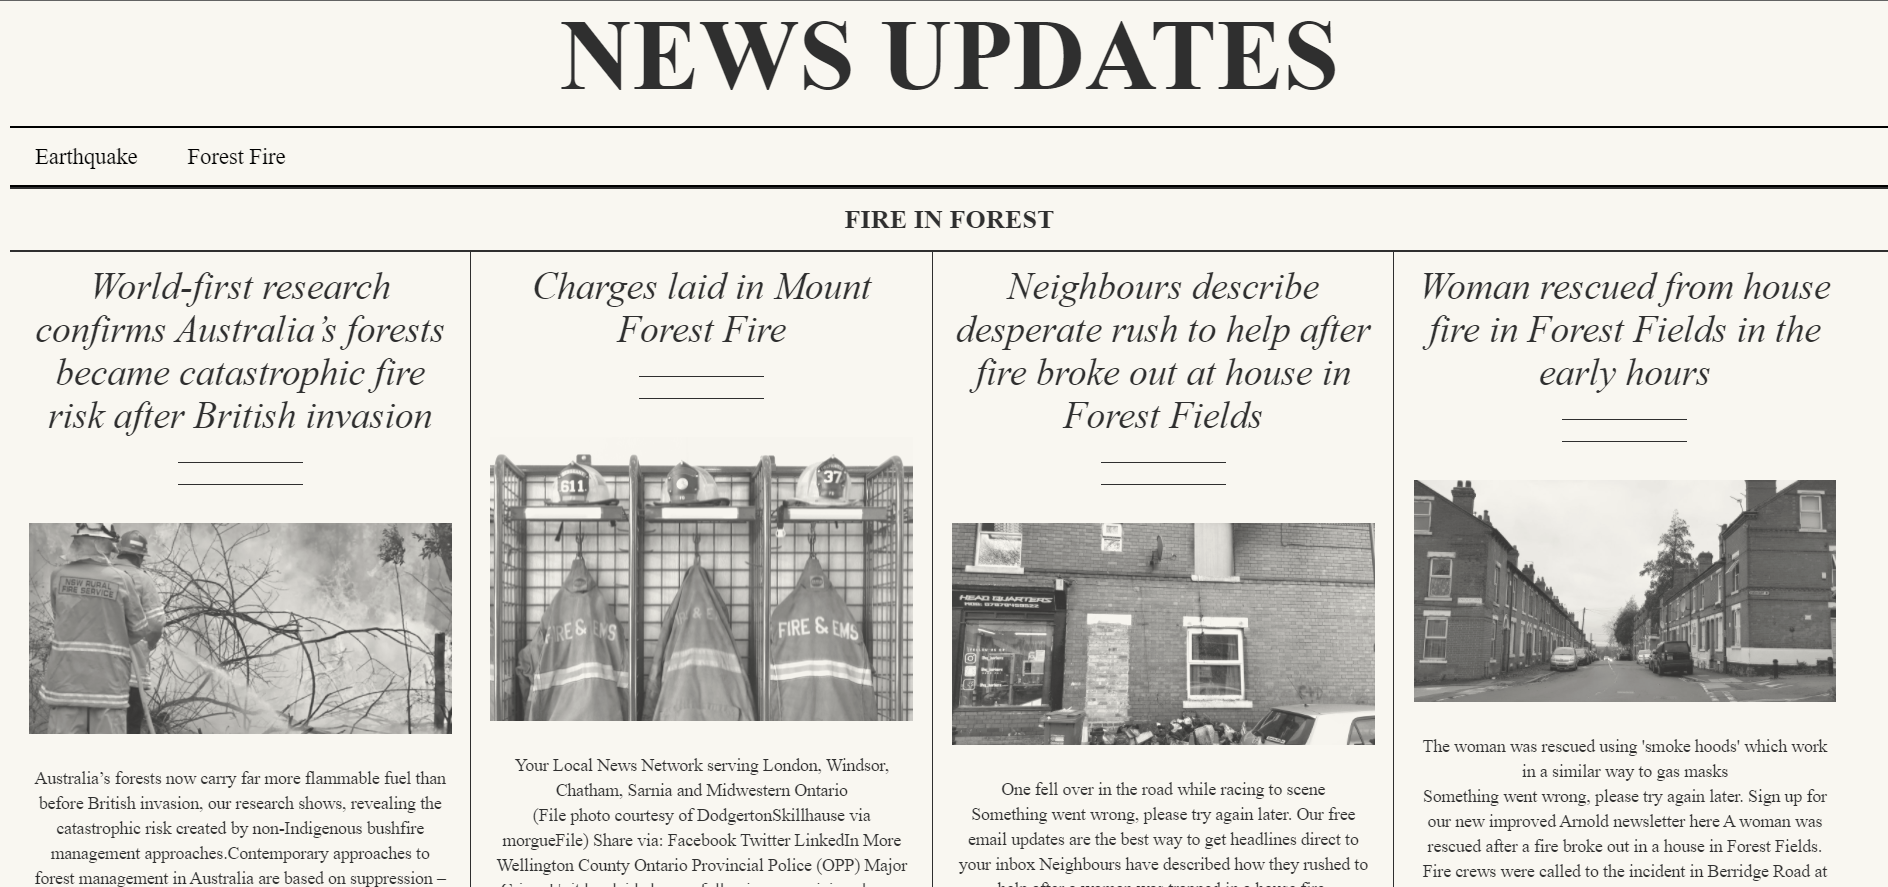 NEWS UPDATES
Earthquake
Forest Fire
FIRE IN FOREST
World-first research
confirms Australia’s forests
became catastrophic fire
risk after British invasion
NSW RURAL
FIRE SERVICE
Australia’s forests now carry far more flammable fuel than
before British invasion, our research shows, revealing the
catastrophic risk created by non-Indigenous bushfire
management approaches.Contemporary approaches to
forest management in Australia are based on suppression –
Charges laid in Mount
Forest Fire
611
37
FIRE & EMS
FIRE & EMS
Your Local News Network serving London, Windsor,
Chatham, Sarnia and Midwestern Ontario
(File photo courtesy of DodgertonSkillhause via
morgueFile) Share via: Facebook Twitter LinkedIn More
Wellington County Ontario Provincial Police (OPP) Major
Neighbours describe
desperate rush to help after
fire broke out at house in
Forest Fields
HEAD QUARTERS
One fell over in the road while racing to scene
Something went wrong, please try again later. Our free
email updates are the best way to get headlines direct to
your inbox Neighbours have described how they rushed to
help after a woman was trapped in a house fire
Woman rescued from house
fire in Forest Fields in the
early hours
The woman was rescued using 'smoke hoods' which work
in a similar way to gas masks
Something went wrong, please try again later. Sign up for
our new improved Arnold newsletter here A woman was
rescued after a fire broke out in a house in Forest Fields.
Fire crews were called to the incident in Berridge Road at